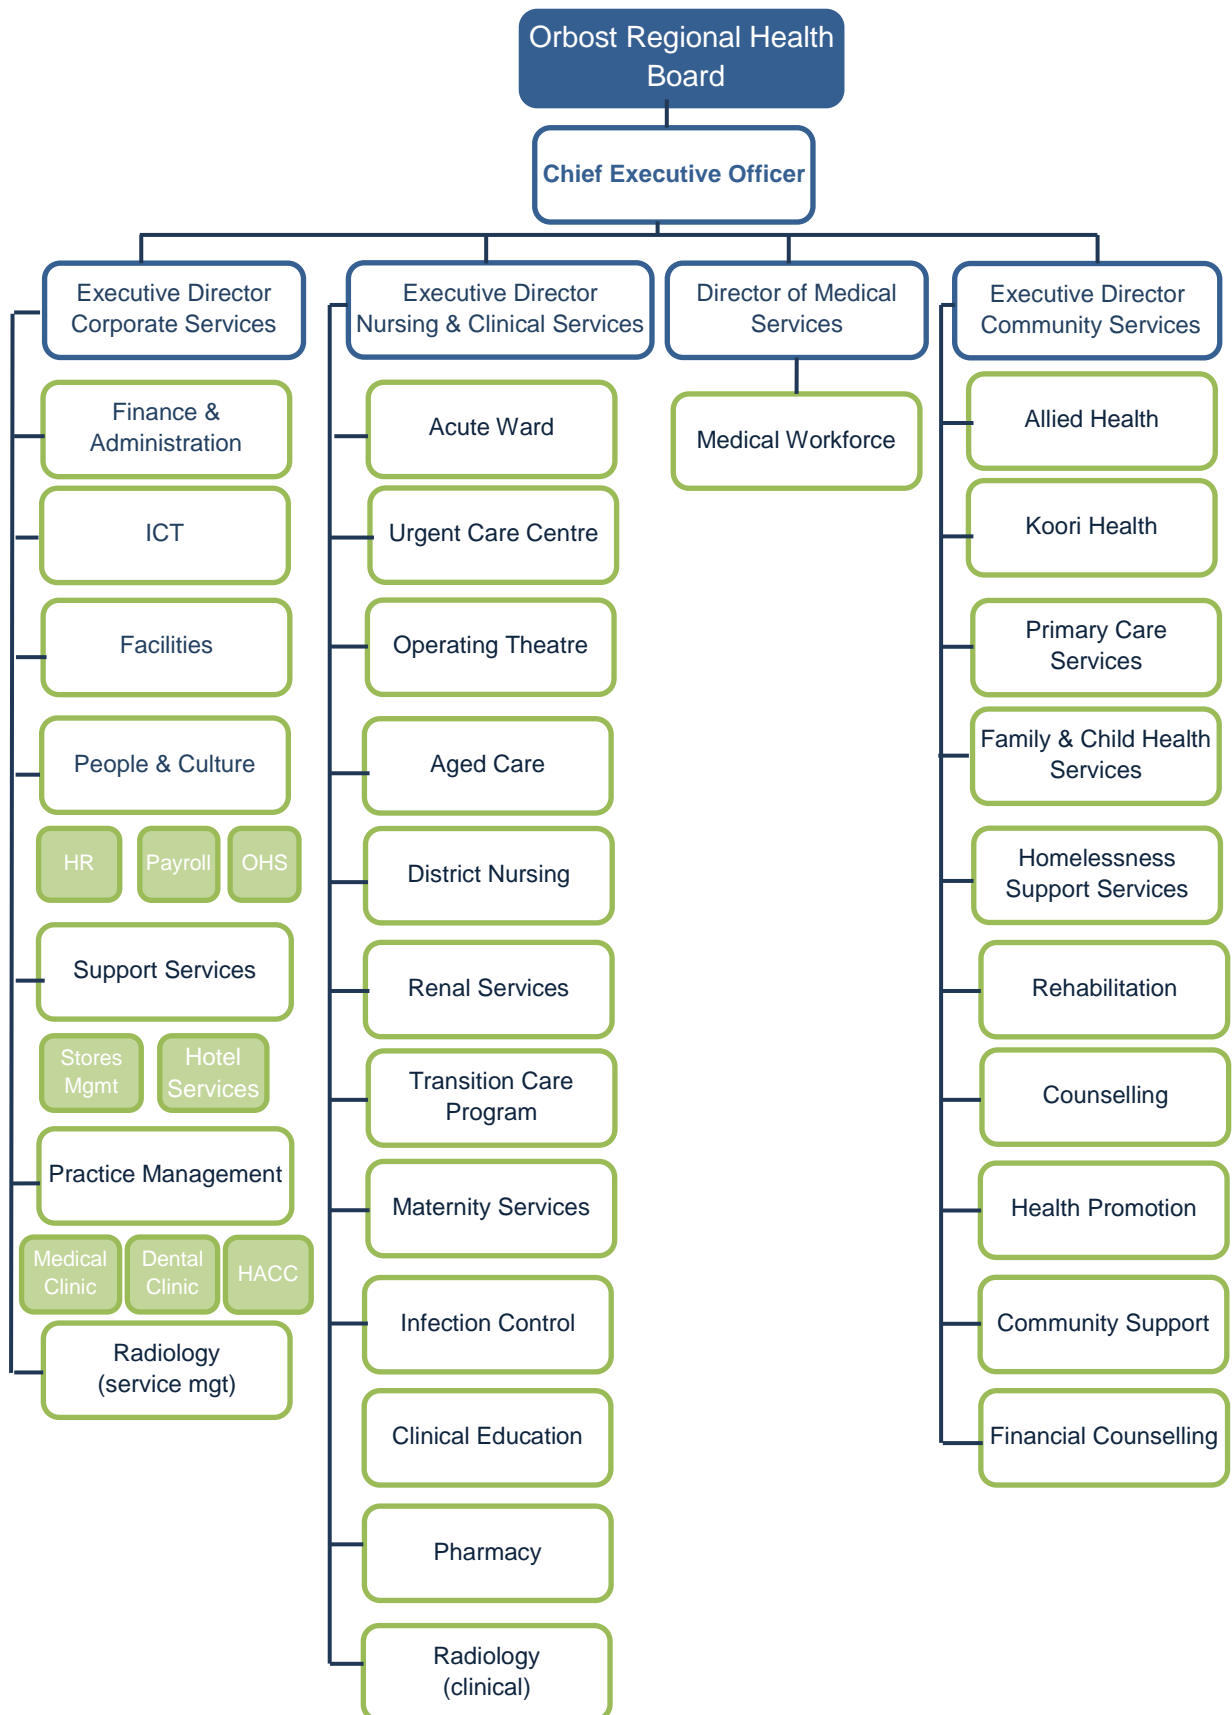 Orbost Regional Health
Board
Chief Executive Officer
Executive Director
Corporate Services
Finance &
Administration
ICT
Facilities
People & Culture
HR
Payroll
OHS
Support Services
Stores
Mgmt
Hotel
Services
Practice Management
Medical
Clinic
Dental
Clinic
HACC
Radiology
(service mgt)
Executive Director
Nursing & Clinical Services
Acute Ward
Urgent Care Centre
Operating Theatre
Aged Care
District Nursing
Renal Services
Transition Care
Program
Maternity Services
Infection Control
Clinical Education
Pharmacy
Radiology
(clinical)
Director of Medical
Services
Medical Workforce
Executive Director
Community Services
Allied Health
Koori Health
Primary Care
Services
Family & Child Health
Services
Homelessness
Support Services
Rehabilitation
Counselling
Health Promotion
Community Support
Financial Counselling